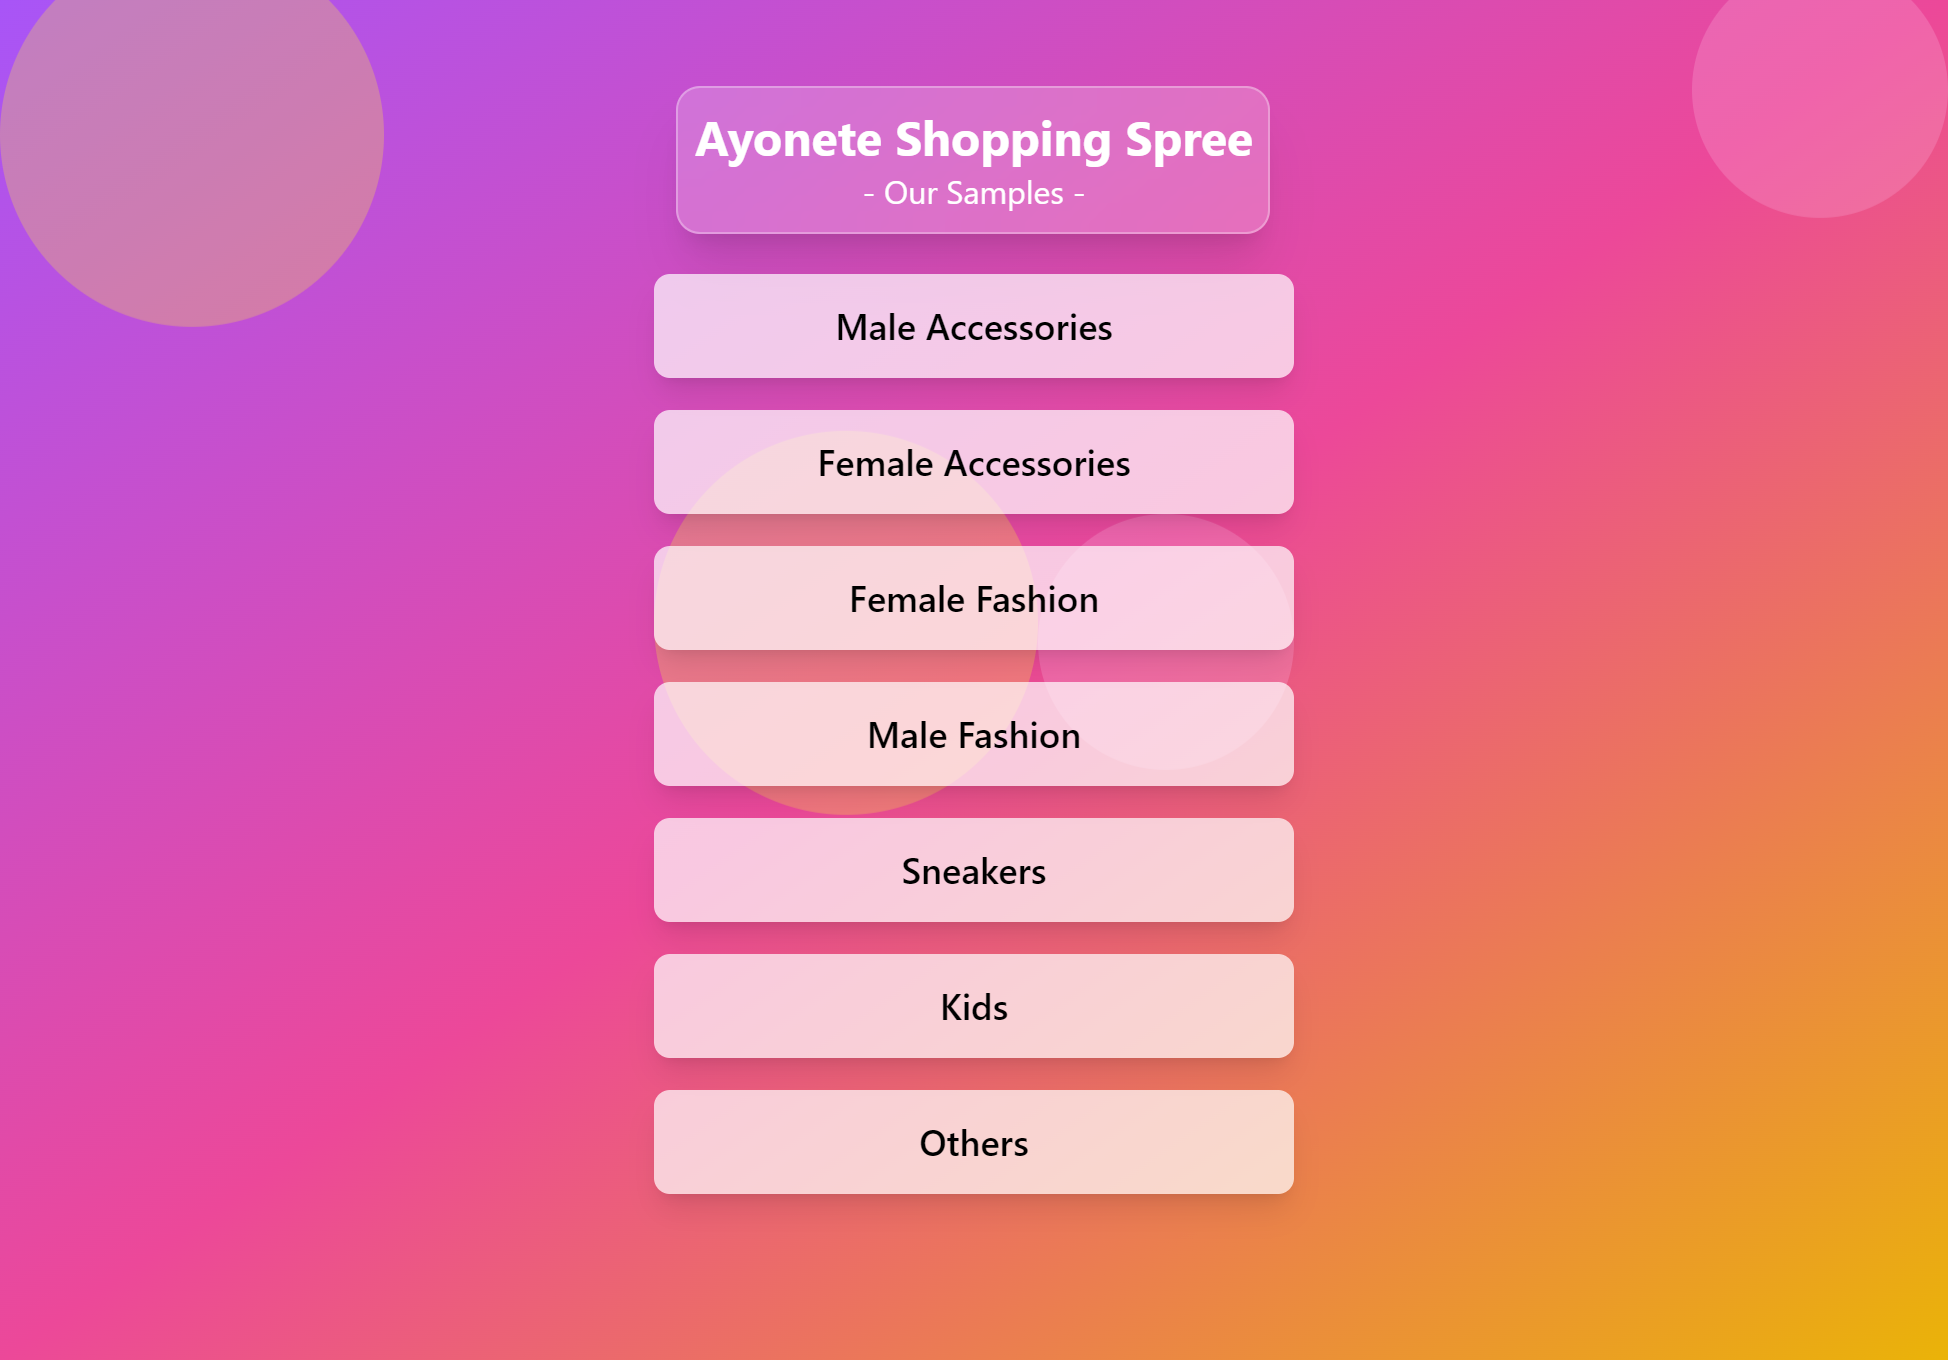 Ayonete Shopping Spree
- Our Samples -
Male Accessories
Female Accessories
Female Fashion
Male Fashion
Sneakers
Kids
Others